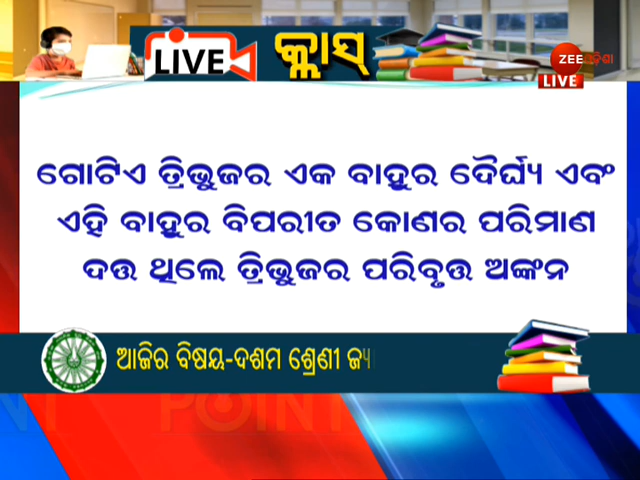 LIVE କ୍ଲାସ୍
ZEE ଓଡ଼ିଶା
LIVE
ଗୋଟିଏ ତ୍ରିଭୁଜର ଏକ ବାହୁର ଦୈର୍ଘ୍ୟ ଏବଂ
ଏହି ବାହୁର ବିପରୀତ କୋଣର ପରିମାଣ
ଦତ୍ତ ଥିଲେ ତ୍ରିଭୁଜର ପରିବୃତ୍ତ ଅଙ୍କନ
ଆଜିର ବିଷୟ-ଦଶମ ଶ୍ରେଣୀ
POINT